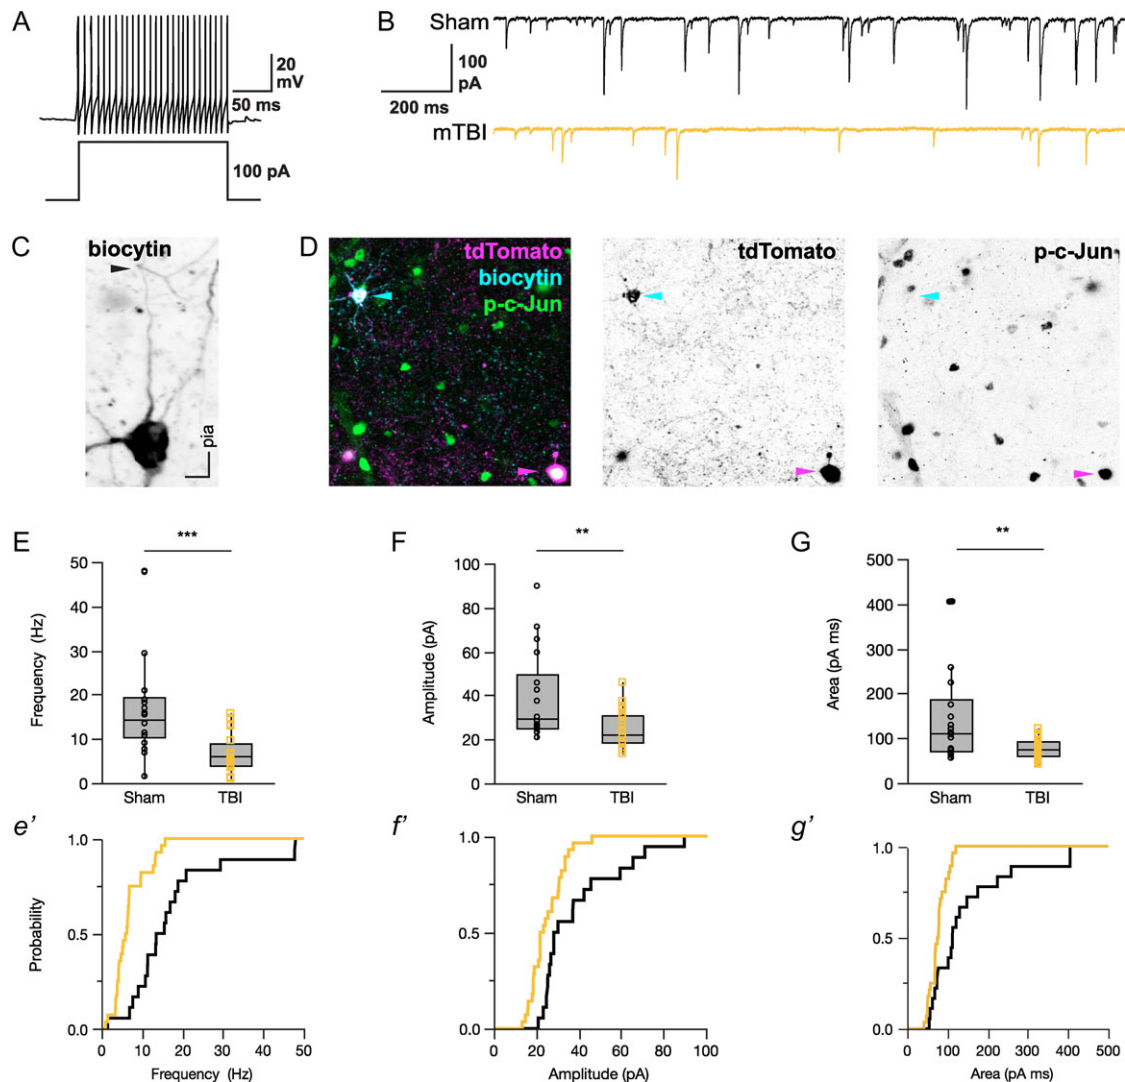 A
20
mV
50 ms
100 pA
B
Sham
100
pA
200 ms
mTBI
C
biocytin
pia
D
tdTomato
biocytin
p-c-Jun
tdTomato
p-c-Jun
E
***
50
40
30
20
10
0
Frequency (Hz)
Sham
TBI
F
**
100
80
60
40
20
0
Amplitude (pA)
Sham
TBI
G
**
500
400
300
200
100
0
Area (pA ms)
Sham
TBI
e’
1.0
0.5
0.0
Probability
0 10 20 30 40 50
Frequency (Hz)
f’
1.0
0.5
0.0
0 20 40 60 80 100
Amplitude (pA)
g’
1.0
0.5
0.0
0 100 200 300 400 500
Area (pA ms)